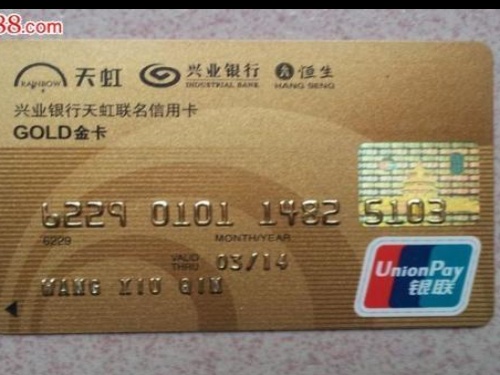 88.com
RAINBOW 天虹 兴业银行 INDUSTRIAL BANK 恒生 HANG SENG
兴业银行天虹联名信用卡
GOLD金卡
6229 0101 1482 5103
6229 MONTH/YEAR
VALID THRU 03/14
WANG XIU QIN
UnionPay
银联